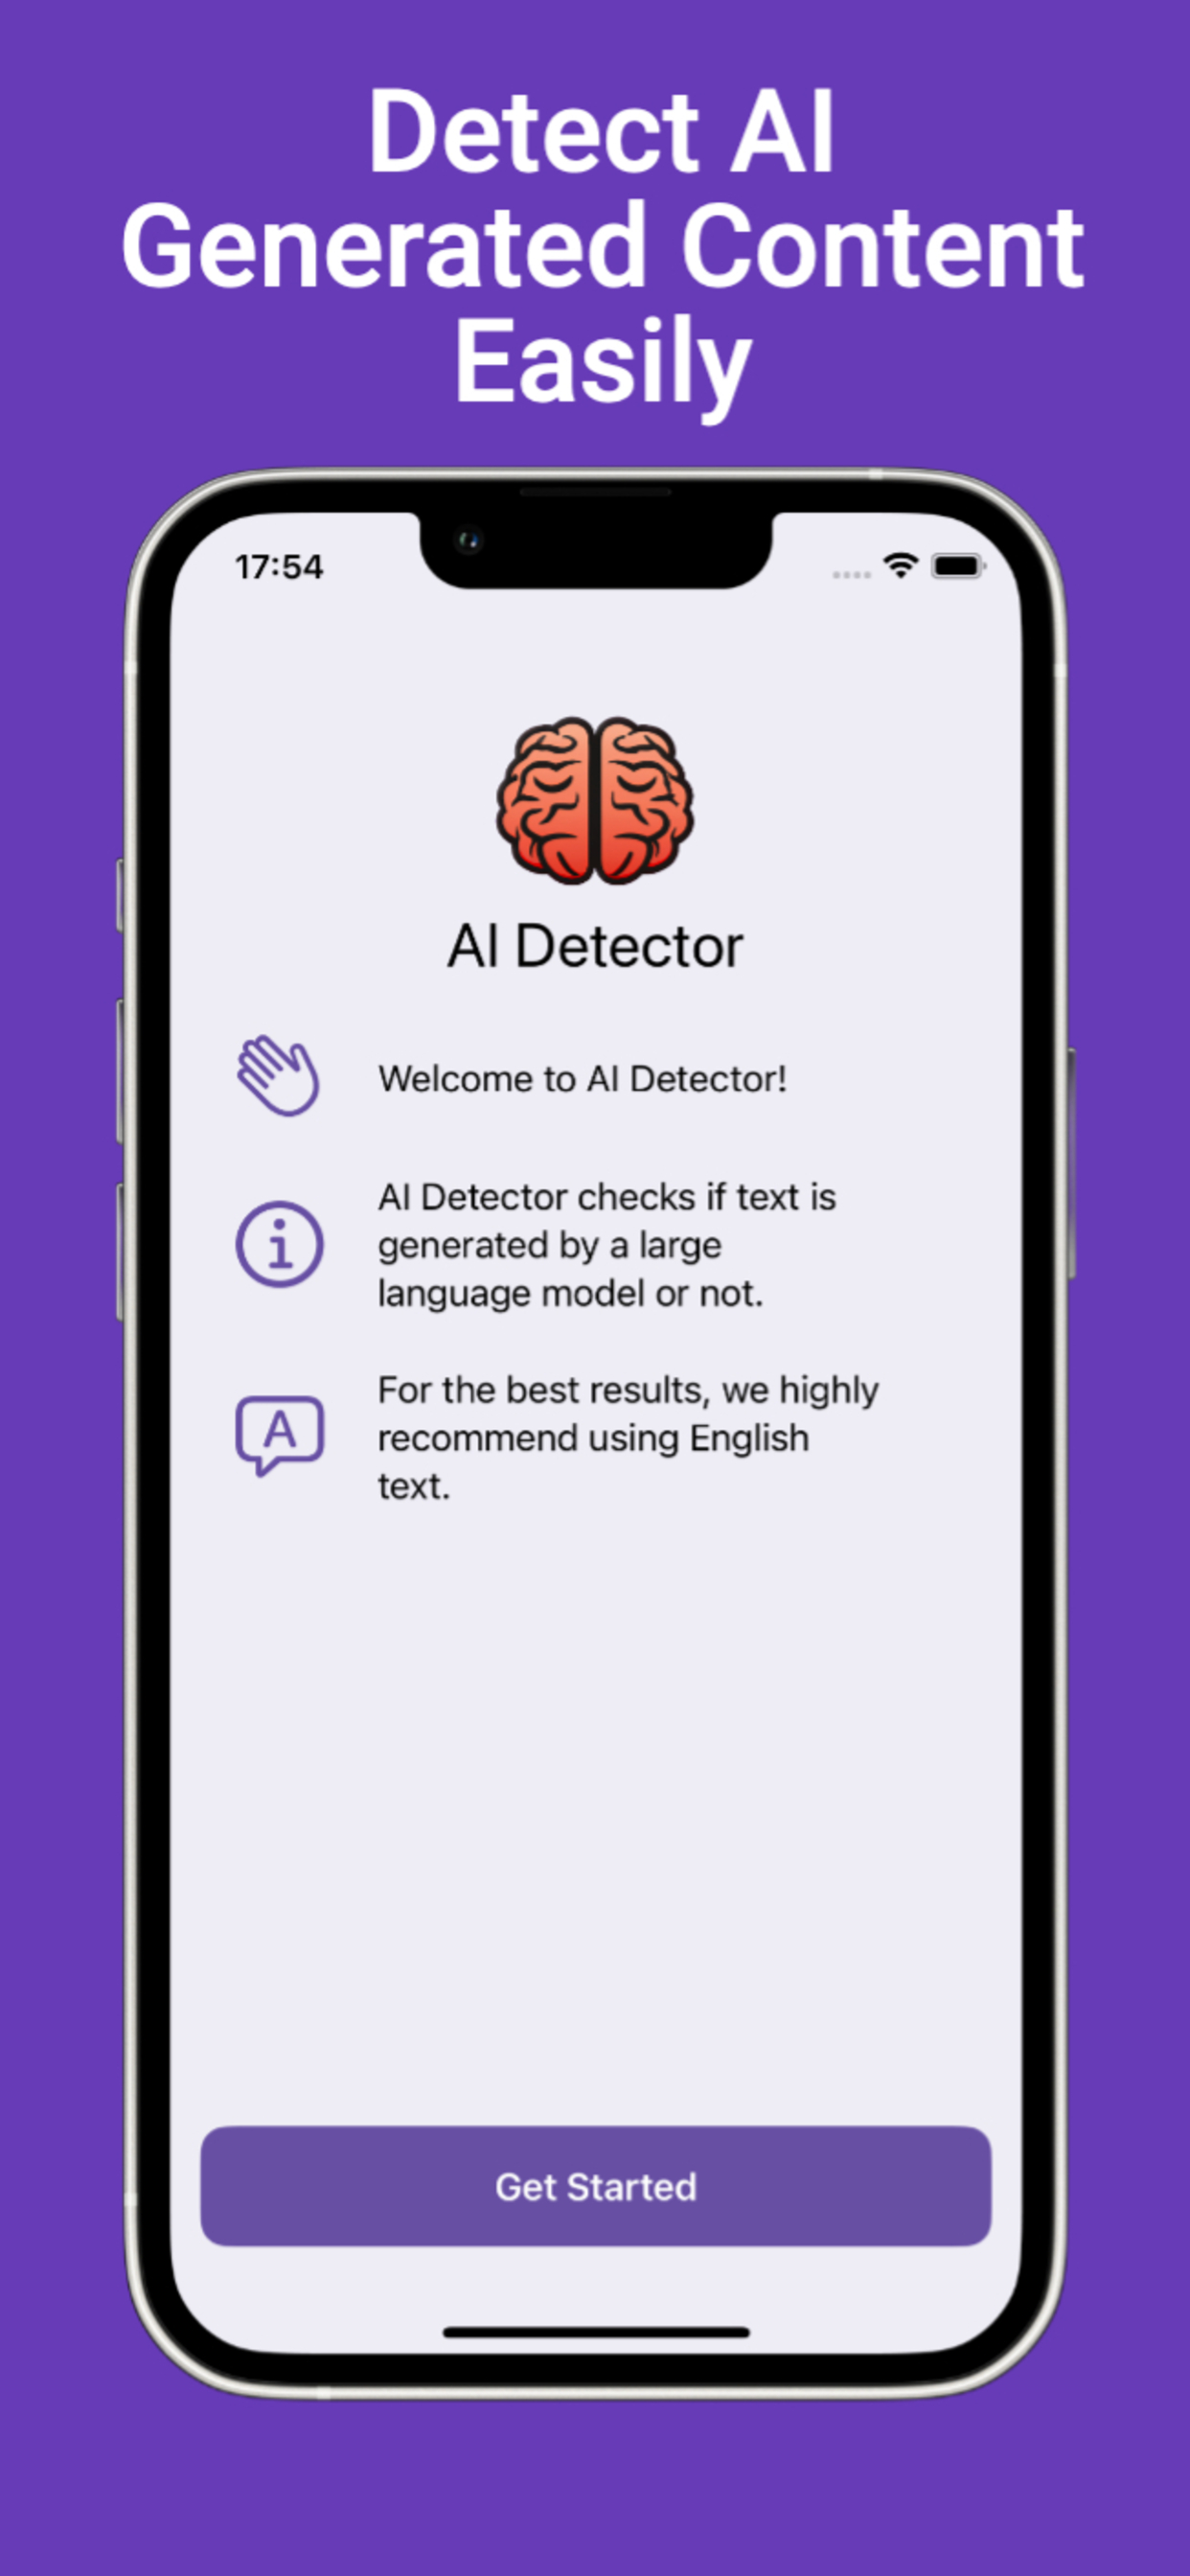 Detect AI
Generated Content
Easily
17:54
AI Detector
Welcome to AI Detector!
AI Detector checks if text is
generated by a large
language model or not.
A
For the best results, we highly
recommend using English
text.
Get Started